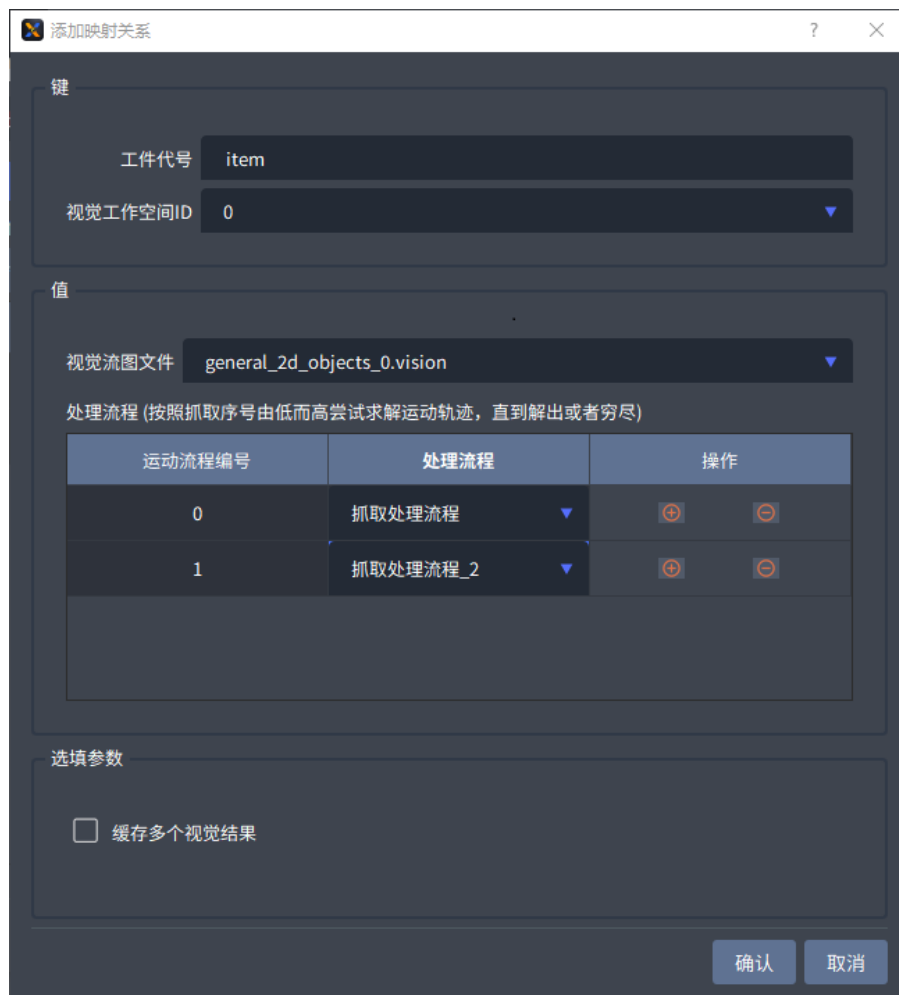 添加映射关系 ?
键
工件代号 item
视觉工作空间ID 0
值
视觉流图文件 general_2d_objects_0.vision
处理流程 (按照抓取序号由低而高尝试求解运动轨迹，直到解出或者穷尽)
运动流程编号 处理流程 操作
0 抓取处理流程
1 抓取处理流程_2
选填参数
缓存多个视觉结果
确认 取消